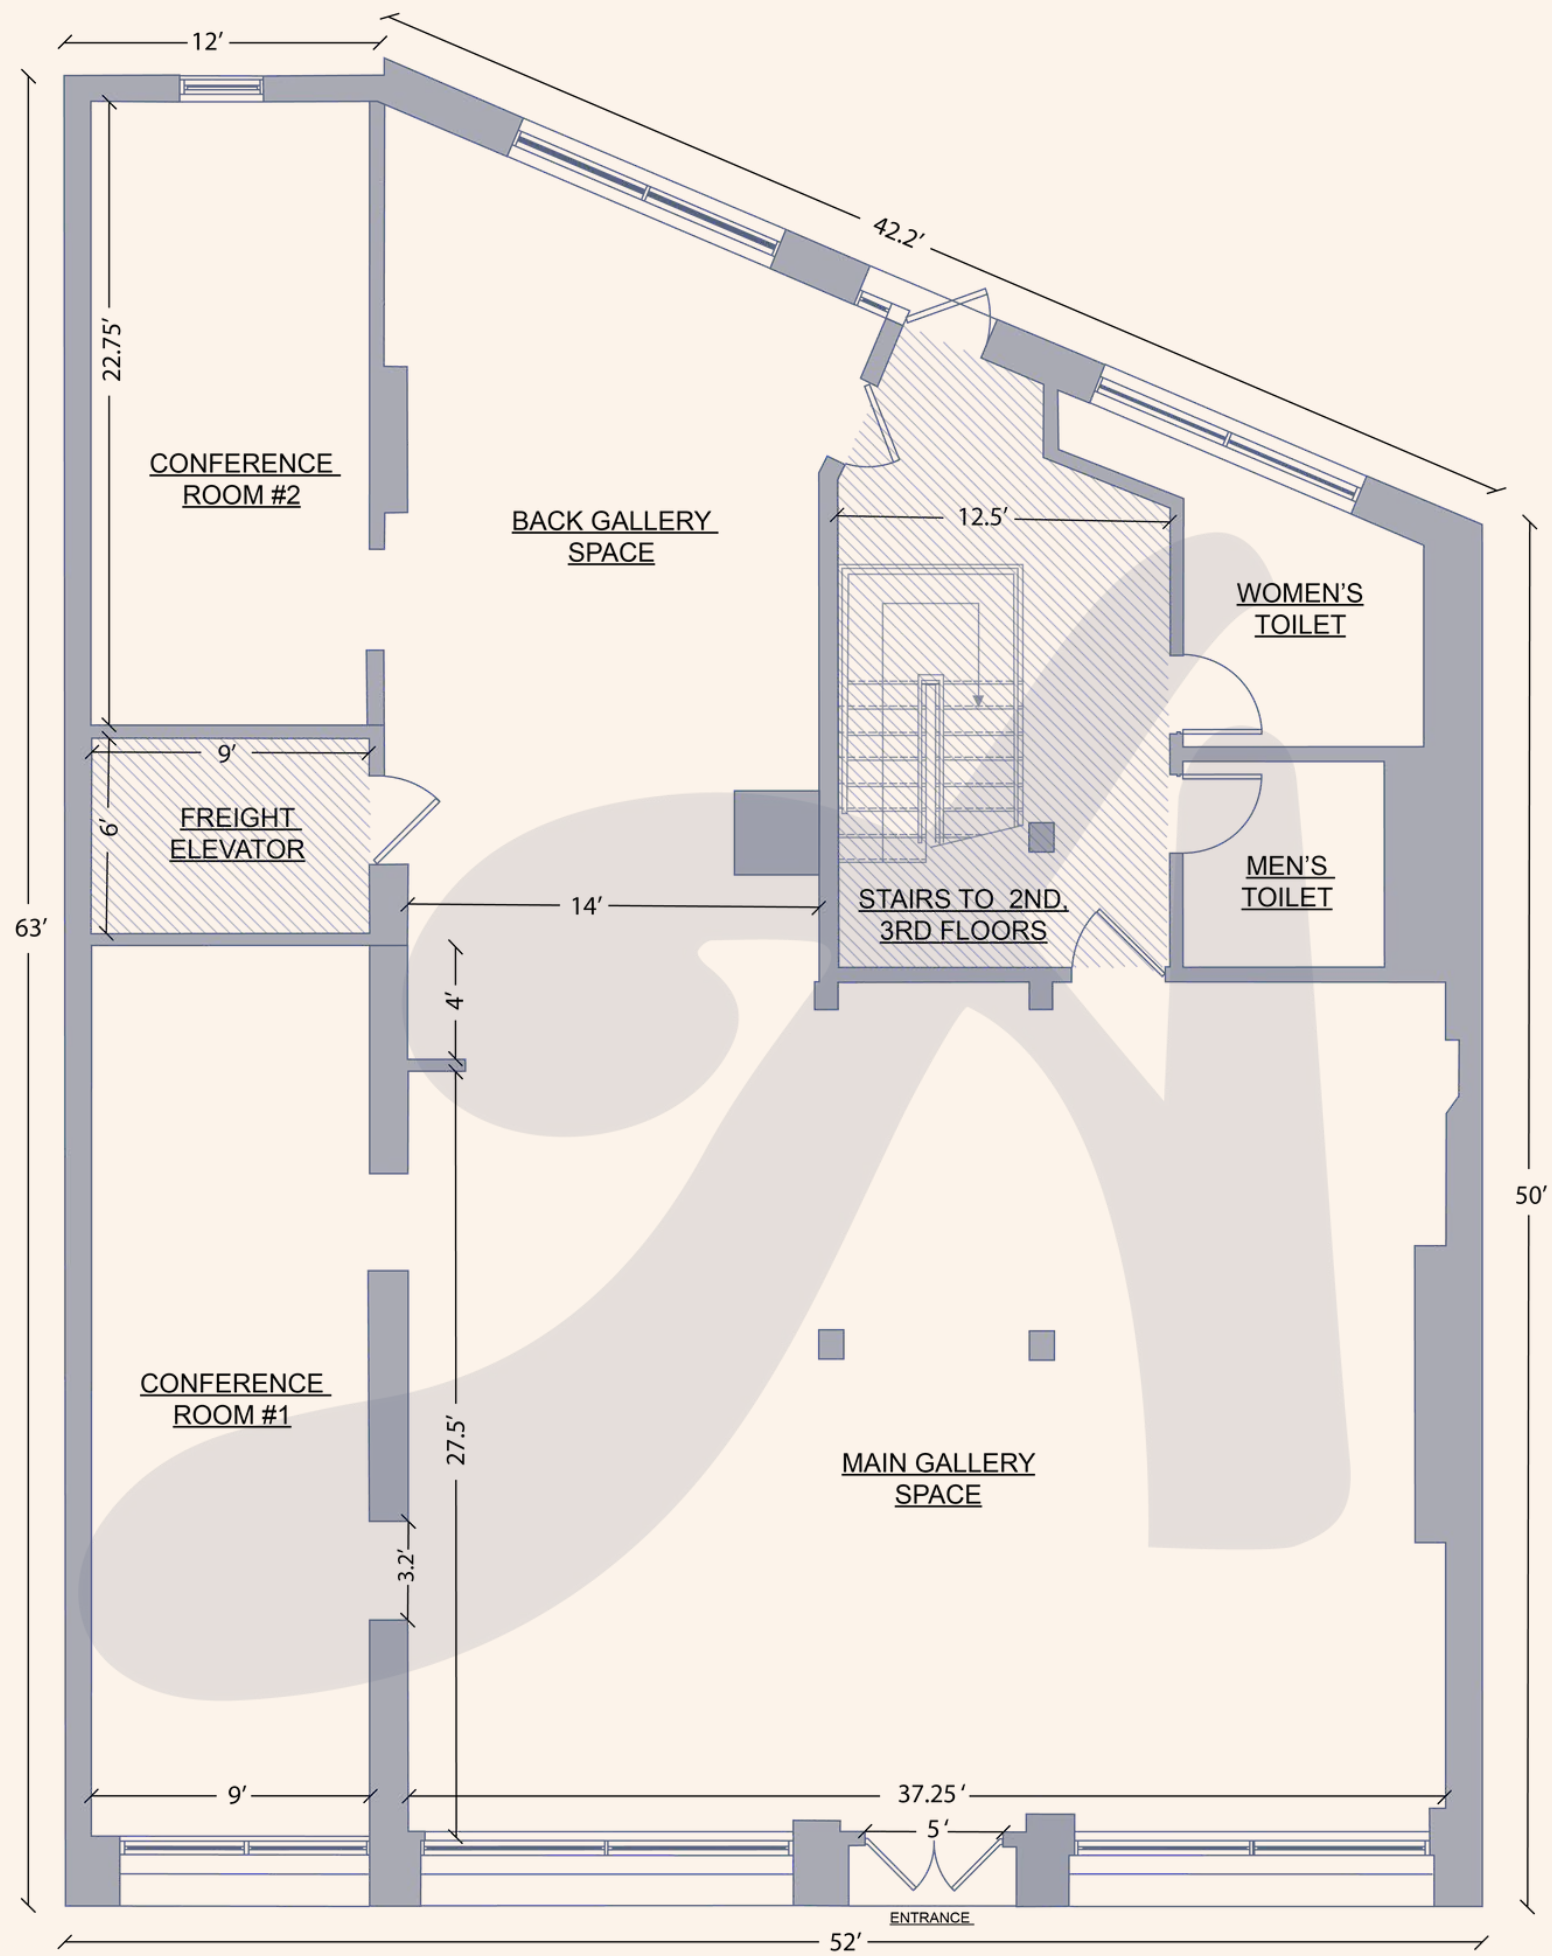 12’
42.2’
22.75’
CONFERENCE
ROOM #2
BACK GALLERY
SPACE
12.5’
WOMEN’S
TOILET
9’
6’
FREIGHT
ELEVATOR
MEN’S
TOILET
STAIRS TO 2ND,
3RD FLOORS
14’
63’
4’
50’
CONFERENCE
ROOM #1
27.5’
MAIN GALLERY
SPACE
3.2’
9’
37.25‘
5‘
ENTRANCE
52’